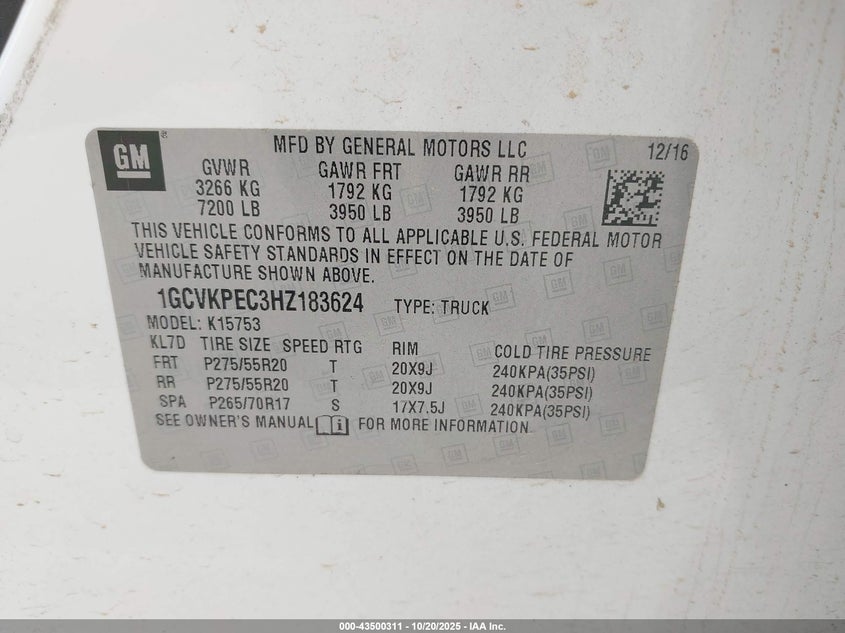 GM ®
MFD BY GENERAL MOTORS LLC 12/16
GVWR GAWR FRT GAWR RR
3266 KG 1792 KG 1792 KG
7200 LB 3950 LB 3950 LB
THIS VEHICLE CONFORMS TO ALL APPLICABLE U.S. FEDERAL MOTOR
VEHICLE SAFETY STANDARDS IN EFFECT ON THE DATE OF
MANUFACTURE SHOWN ABOVE.
1GCVKPEC3HZ183624 TYPE: TRUCK
MODEL: K15753
KL7D TIRE SIZE SPEED RTG RIM COLD TIRE PRESSURE
FRT P275/55R20 T 20X9J 240KPA(35PSI)
RR P275/55R20 T 20X9J 240KPA(35PSI)
SPA P265/70R17 S 17X7.5J 240KPA(35PSI)
SEE OWNER'S MANUAL i FOR MORE INFORMATION
000-43500311 - 10/20/2025 - IAA Inc.